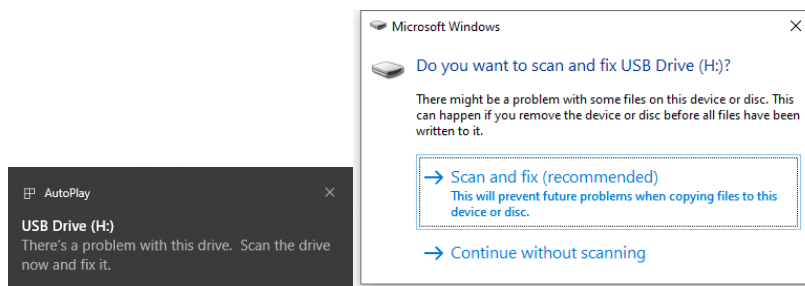 Microsoft Windows
Do you want to scan and fix USB Drive (H:)?
There might be a problem with some files on this device or disc. This
can happen if you remove the device or disc before all files have been
written to it.
Scan and fix (recommended)
This will prevent future problems when copying files to this
device or disc.
Continue without scanning
AutoPlay
USB Drive (H:)
There's a problem with this drive. Scan the drive
now and fix it.